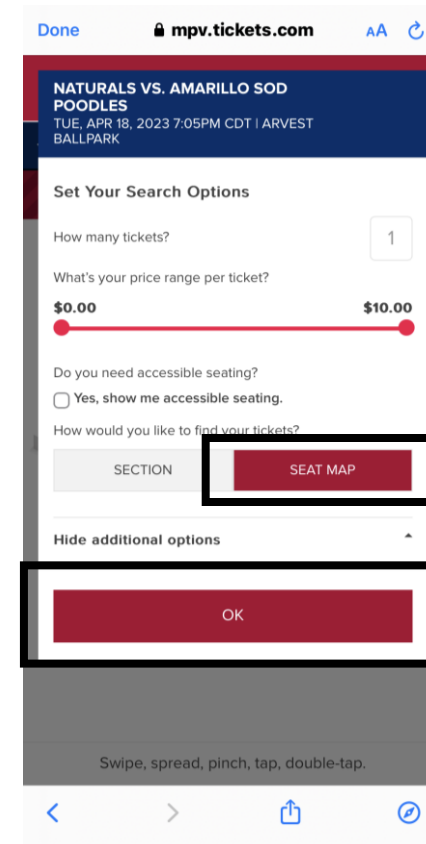 Done mpv.tickets.com AA
NATURALS VS. AMARILLO SOD
POODLES
TUE, APR 18, 2023 7:05PM CDT | ARVEST
BALLPARK
Set Your Search Options
How many tickets? 1
What's your price range per ticket?
$0.00 $10.00
Do you need accessible seating?
Yes, show me accessible seating.
How would you like to find your tickets?
SECTION SEAT MAP
Hide additional options
OK
Swipe, spread, pinch, tap, double-tap.